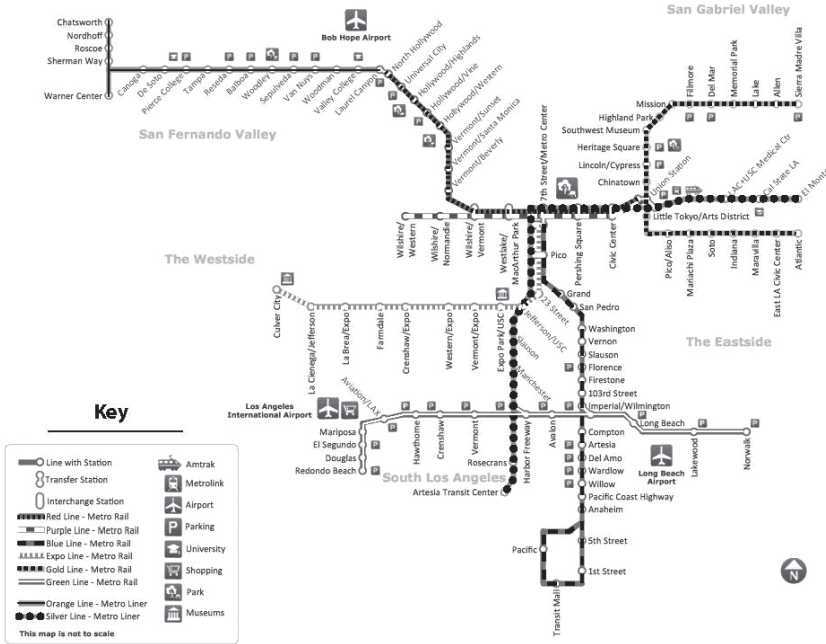 San Gabriel Valley
Chatsworth
Nordhoff
Roscoe
Sherman Way
Warner Center
Bob Hope Airport
Canoga
De Soto
Pierce College
Tampa
Reseda
Balboa
Woodley
Sepulveda
Van Nuys
Woodman
Valley College
Laurel Canyon
North Hollywood
Universal City
Hollywood/Highlands
Hollywood/Vine
Hollywood/Western
Vermont/Sunset
Vermont/Santa Monica
Vermont/Beverly
San Fernando Valley
Mission
Highland Park
Southwest Museum
Heritage Square
Lincoln/Cypress
Chinatown
Fillmore
Del Mar
Memorial Park
Lake
Allen
Sierra Madre Villa
Union Station
LAC+USC Medical Ctr
Cal State LA
El Monte
Little Tokyo/Arts District
Pico/Aliso
Mariachi Plaza
Soto
Indiana
Maravilla
East LA Civic Center
Atlantic
7th Street/Metro Center
Wilshire/
Western
Wilshire/
Normandie
Wilshire/
Vermont
Westlake/
MacArthur Park
Pershing Square
Civic Center
Pico
Grand
San Pedro
23 Street
Jefferson/USC
The Westside
Culver City
La Cienega/Jefferson
La Brea/Expo
Farmdale
Crenshaw/Expo
Western/Expo
Vermont/Expo
Expo Park/USC
The Eastside
Washington
Vernon
Slauson
Florence
Firestone
103rd Street
Imperial/Wilmington
Slauson
Manchester
Los Angeles
International Airport
Aviation/LAX
Mariposa
El Segundo
Douglas
Redondo Beach
Hawthorne
Crenshaw
Vermont
Harbor Freeway
Avalon
Long Beach
Lakewood
Norwalk
Long Beach
Airport
Rosecrans
South Los Angeles
Artesia Transit Center
Compton
Artesia
Del Amo
Wardlow
Willow
Pacific Coast Highway
Anaheim
5th Street
1st Street
Pacific
Transit Mall
Key
Line with Station
Transfer Station
Interchange Station
Red Line - Metro Rail
Purple Line - Metro Rail
Blue Line - Metro Rail
Expo Line - Metro Rail
Gold Line - Metro Rail
Green Line - Metro Rail
Orange Line - Metro Liner
Silver Line - Metro Liner
This map is not to scale
Amtrak
Metrolink
Airport
P Parking
University
Shopping
Park
Museums
N